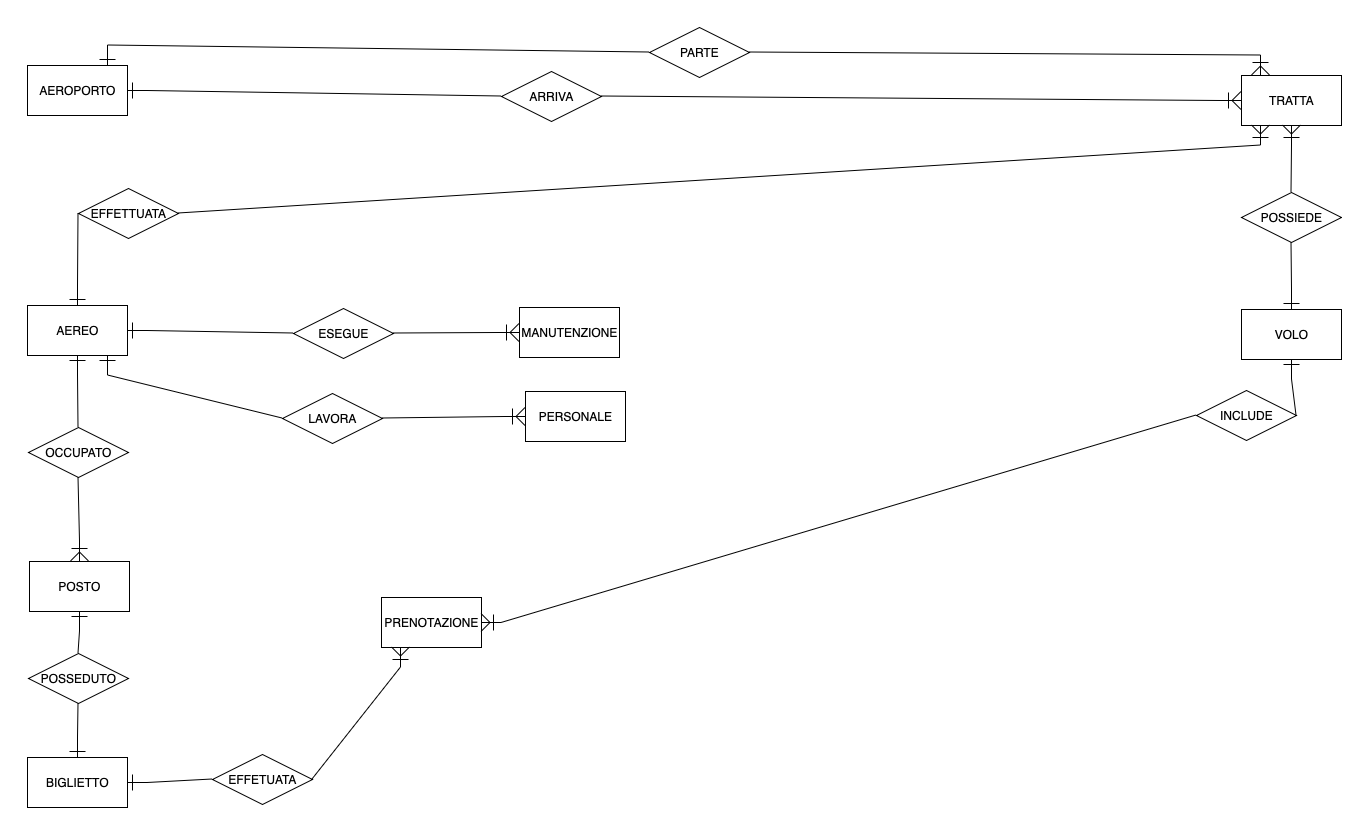 PARTE
AEROPORTO
ARRIVA
TRATTA
EFFETTUATA
POSSIEDE
AEREO
ESEGUE
MANUTENZIONE
VOLO
LAVORA
PERSONALE
INCLUDE
OCCUPATO
POSTO
PRENOTAZIONE
POSSEDUTO
BIGLIETTO
EFFETUATA